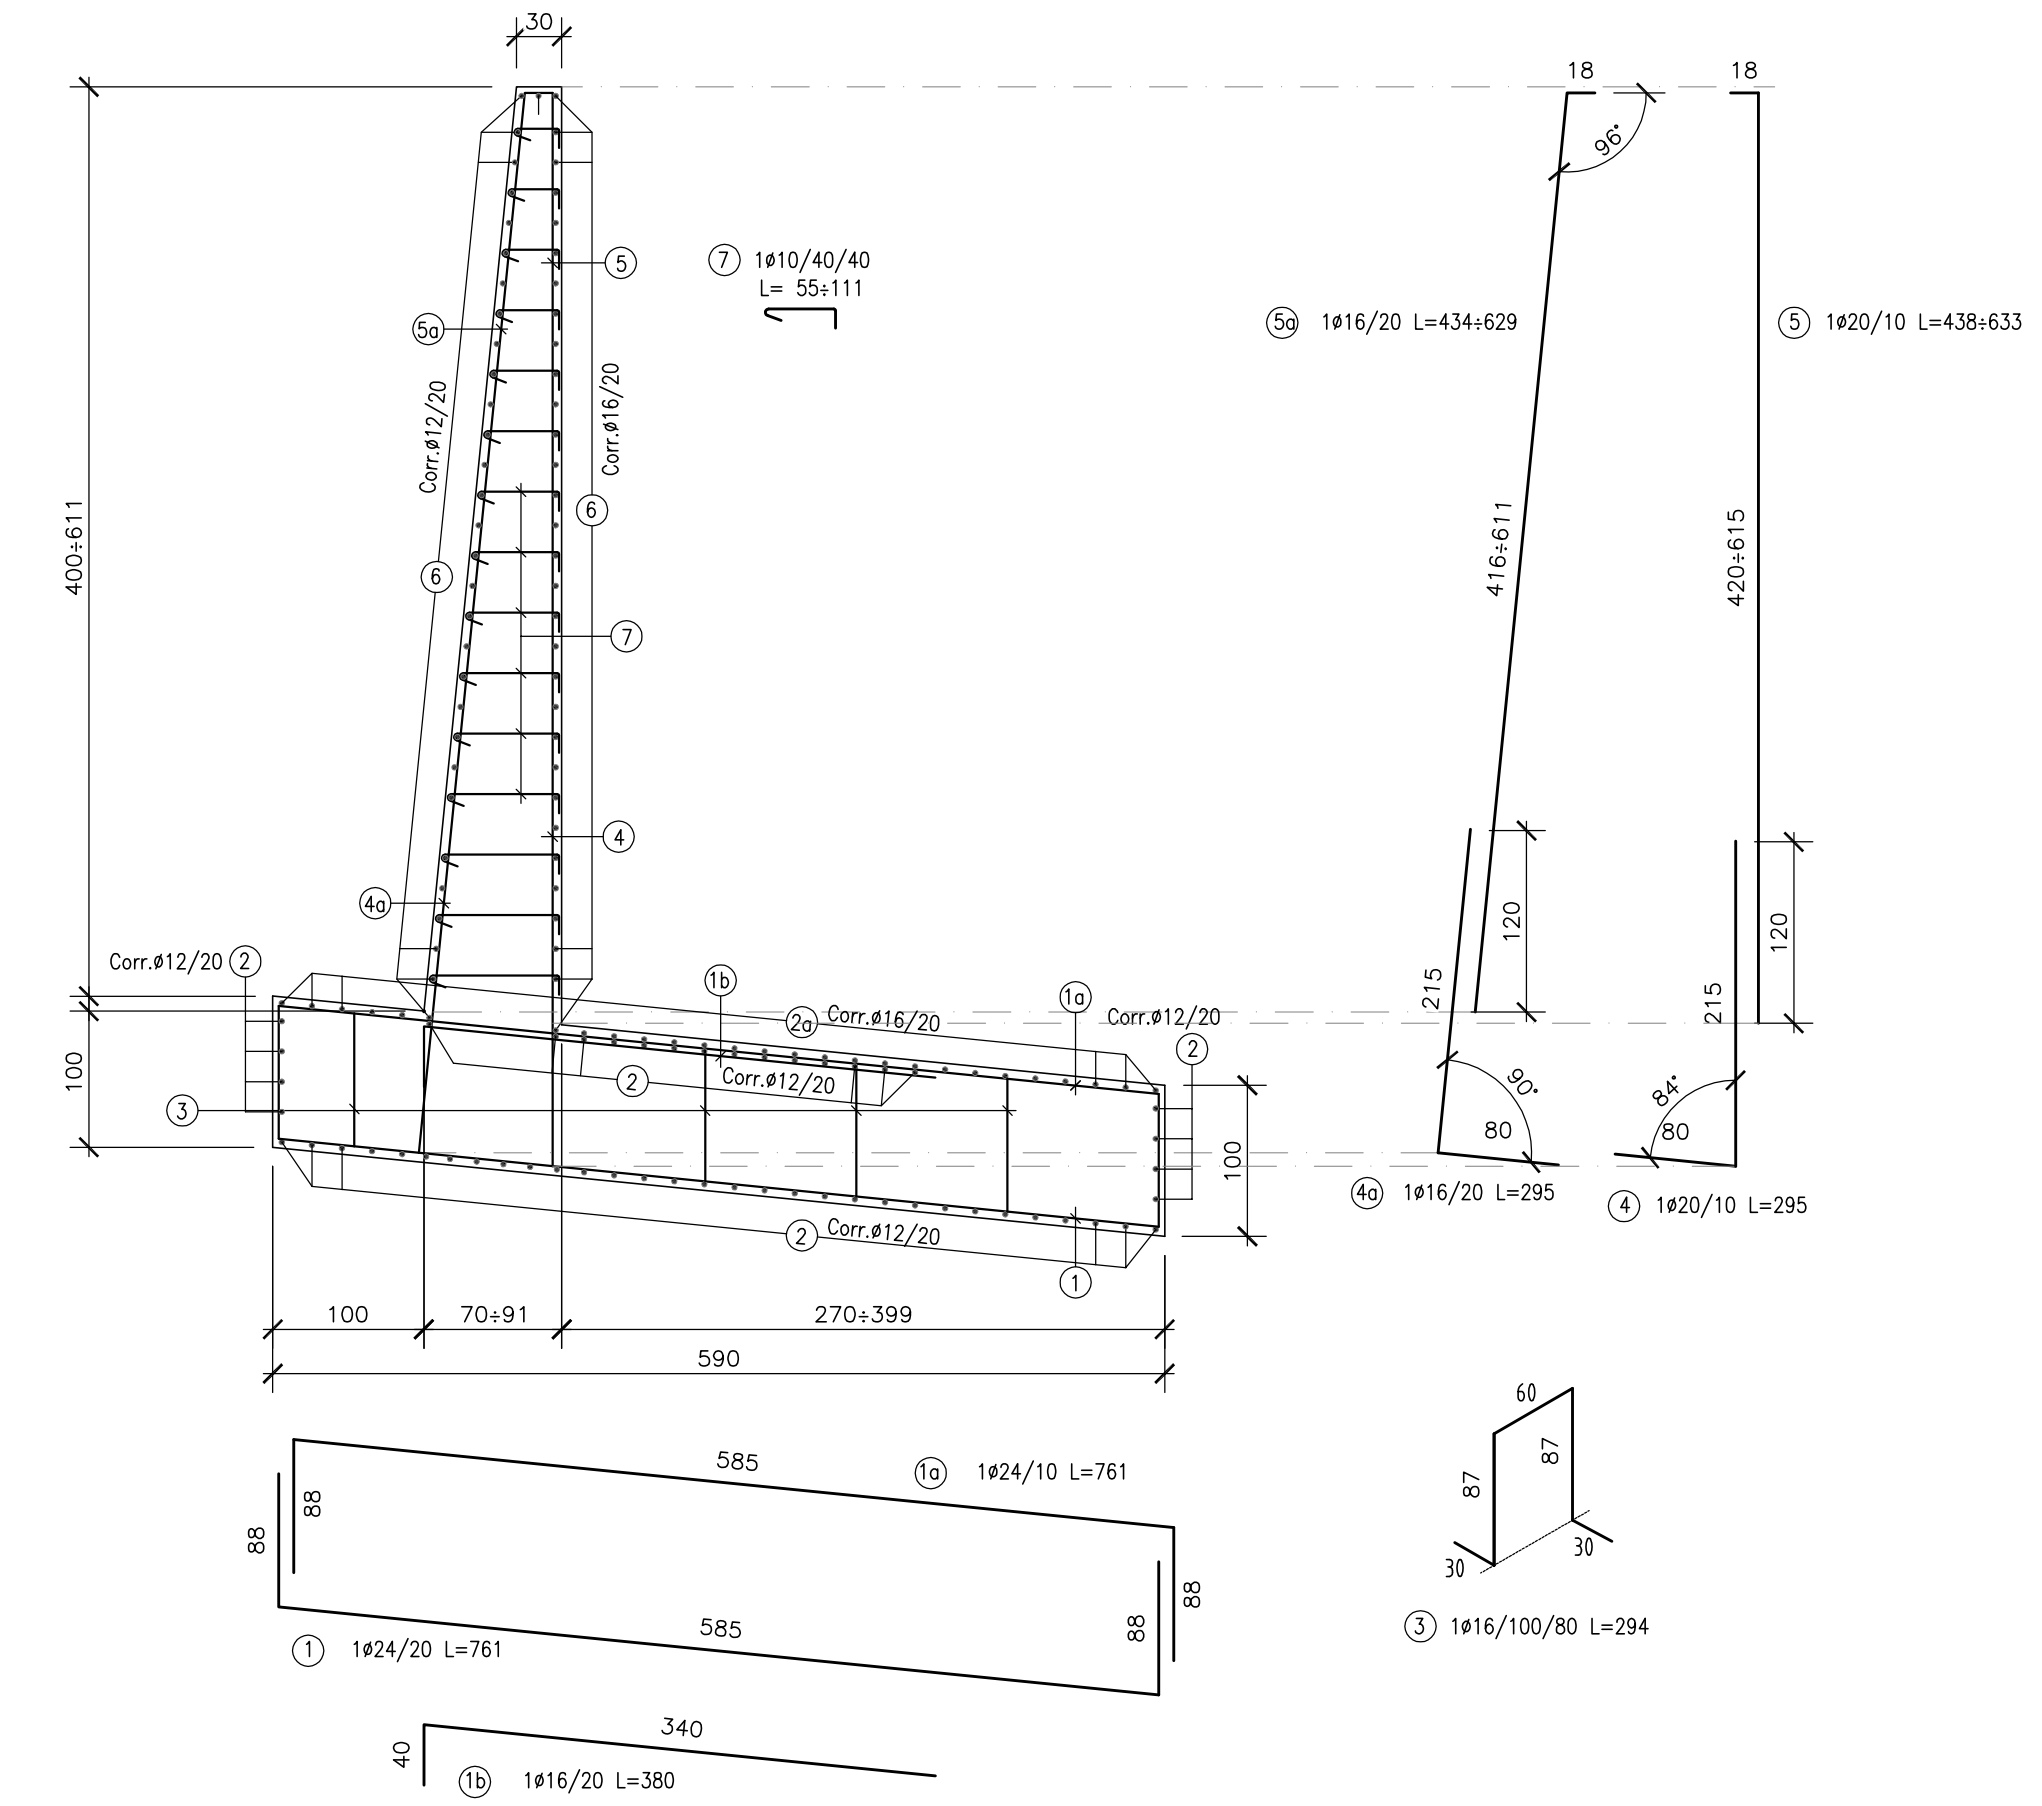 30
18
18
96°
5
7
1ø10/40/40
L= 55÷111
5a
5a
1ø16/20 L=434÷629
5
1ø20/10 L=438÷633
Corr.ø12/20
Corr.ø16/20
6
6
400÷611
416÷611
420÷615
7
4
4a
120
120
Corr.ø12/20
2
1b
1a
215
215
2a
Corr.ø16/20
Corr.ø12/20
2
100
2
Corr.ø12/20
3
90°
84°
80
80
100
4a
1ø16/20 L=295
4
1ø20/10 L=295
2
Corr.ø12/20
1
100
70÷91
270÷399
590
60
87
87
30
30
3
1ø16/100/80 L=294
585
1a
1ø24/10 L=761
88
88
88
88
585
1
1ø24/20 L=761
340
40
1b
1ø16/20 L=380